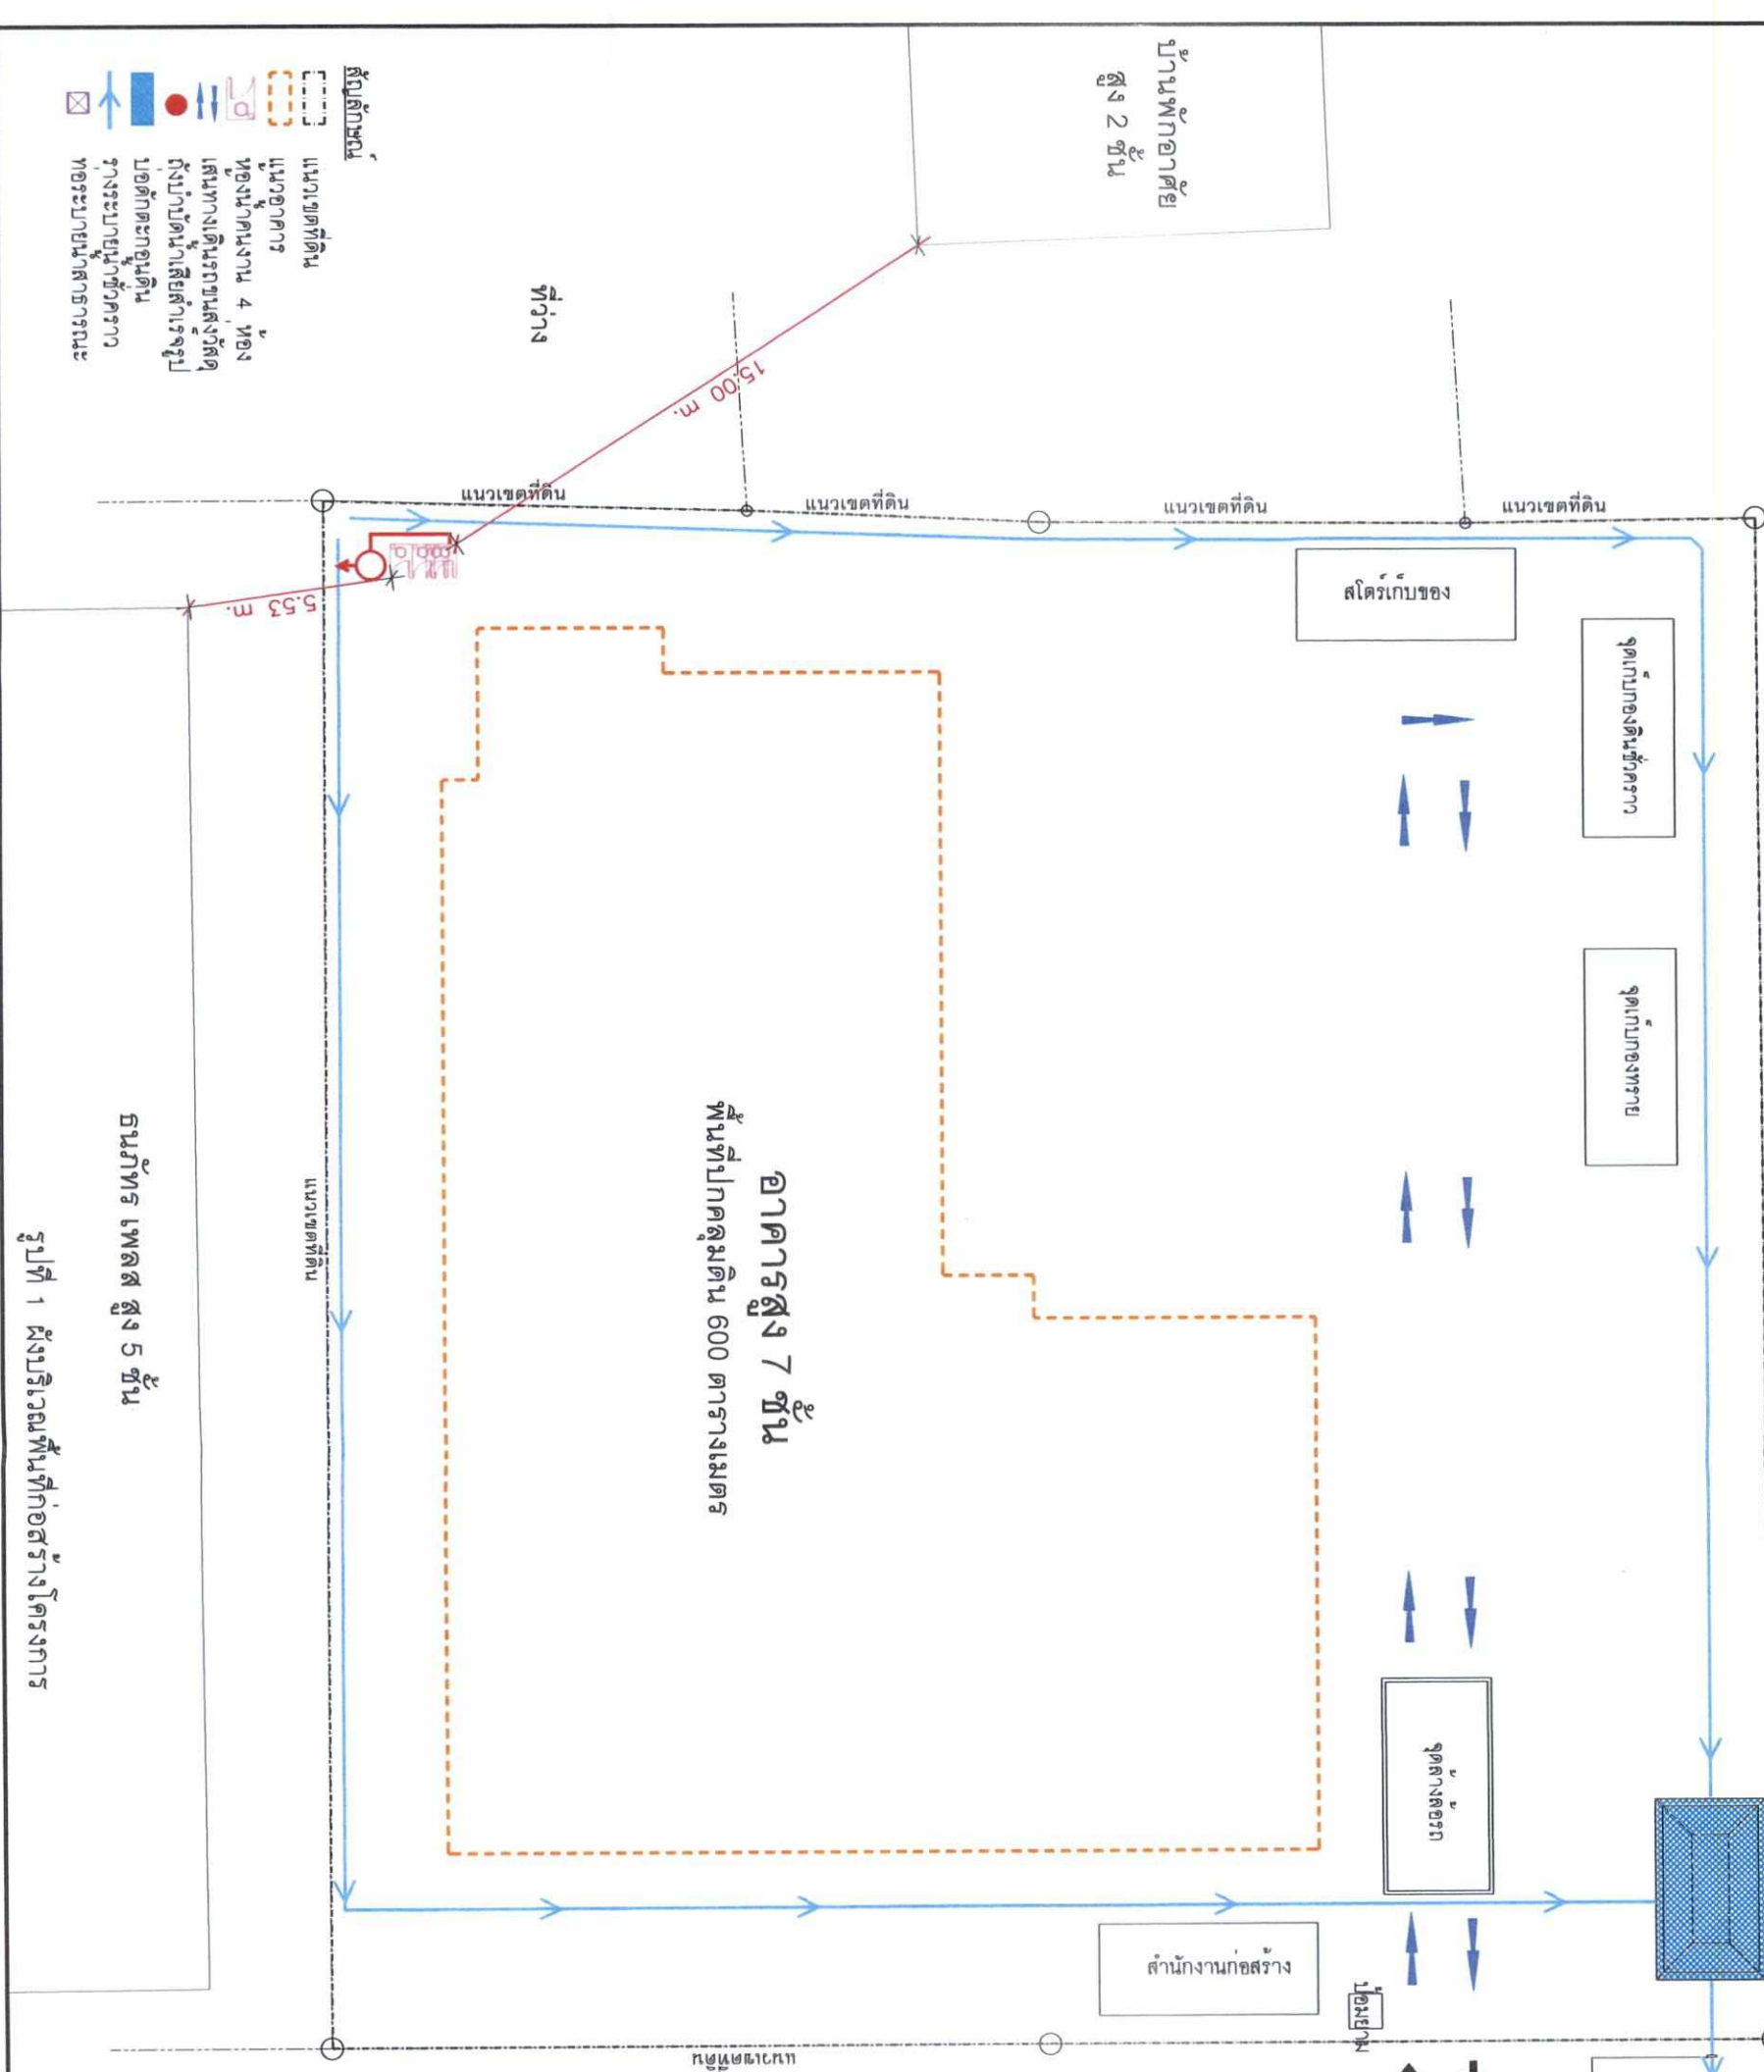 บ้านพักอาศัย
สูง 2 ชั้น
สัญลักษณ์
แนวเขตที่ดิน
แนวอาคาร
ห้องน้ำคนงาน 4 ห้อง
เส้นทางเดินรถขนส่งวัสดุ
ถังบำบัดน้ำเสียสำเร็จรูป
บ่อดักตะกอนดิน
รางระบายน้ำชั่วคราว
ท่อระบายน้ำสาธารณะ
ที่ว่าง
15.00 m.
แนวเขตที่ดิน
แนวเขตที่ดิน
แนวเขตที่ดิน
แนวเขตที่ดิน
5.53 m.
สโตร์เก็บของ
จุดเก็บกองดินชั่วคราว
จุดเก็บกองทราย
อาคารสูง 7 ชั้น
พื้นที่ปกคลุมดิน 600 ตารางเมตร
แนวเขตที่ดิน
ธนภัทร เพลส สูง 5 ชั้น
จุดล้างล้อรถ
สำนักงานก่อสร้าง
ป้อมยาม
แนวเขตที่ดิน
รูปที่ 1 ผังบริเวณพื้นที่ก่อสร้างโครงการ